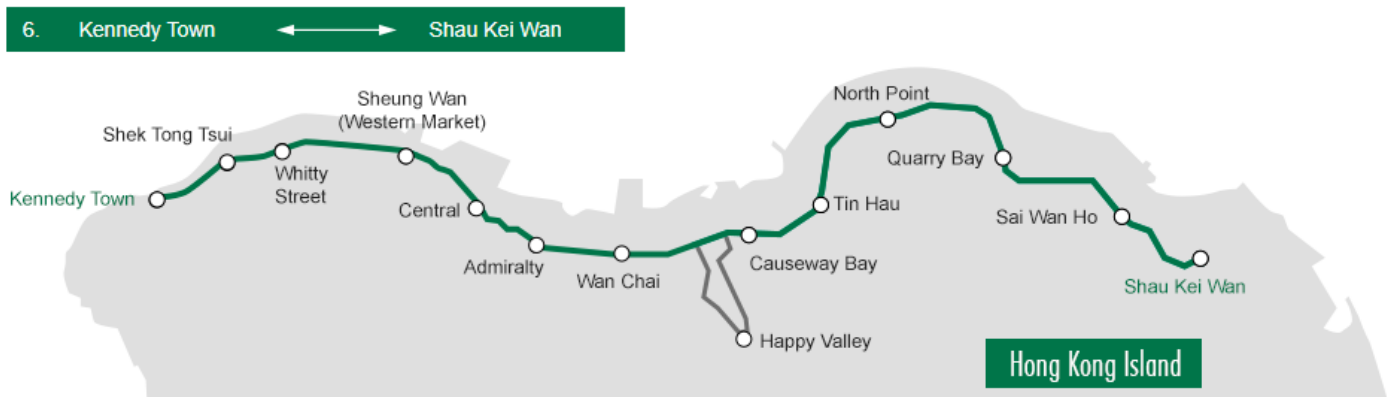 6. Kennedy Town Shau Kei Wan
Sheung Wan
(Western Market)
North Point
Shek Tong Tsui
Quarry Bay
Whitty
Street
Kennedy Town
Central
Tin Hau
Sai Wan Ho
Admiralty
Wan Chai
Causeway Bay
Shau Kei Wan
Happy Valley
Hong Kong Island